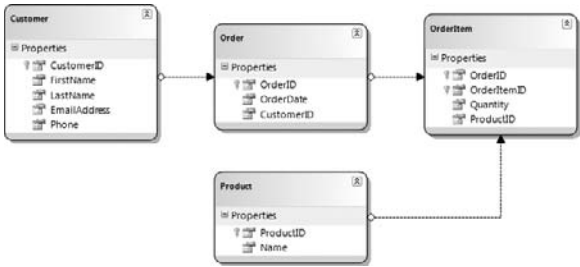 Customer
Properties
CustomerID
FirstName
LastName
EmailAddress
Phone
Order
Properties
OrderID
OrderDate
CustomerID
OrderItem
Properties
OrderID
OrderItemID
Quantity
ProductID
Product
Properties
ProductID
Name